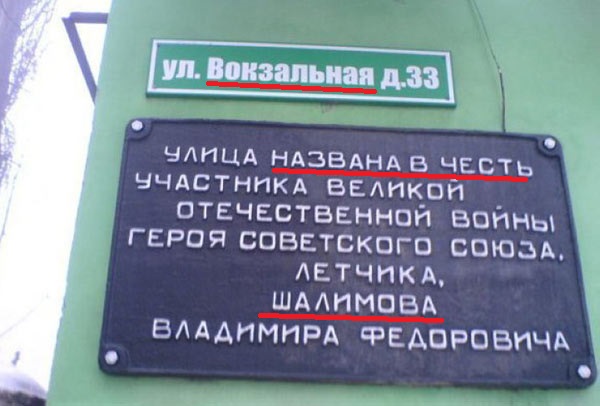 ул. Вокзальная д.33
УЛИЦА НАЗВАНА В ЧЕСТЬ
УЧАСТНИКА ВЕЛИКОЙ
ОТЕЧЕСТВЕННОЙ ВОЙНЫ
ГЕРОЯ СОВЕТСКОГО СОЮЗА,
ЛЕТЧИКА,
ШАЛИМОВА
ВЛАДИМИРА ФЕДОРОВИЧА